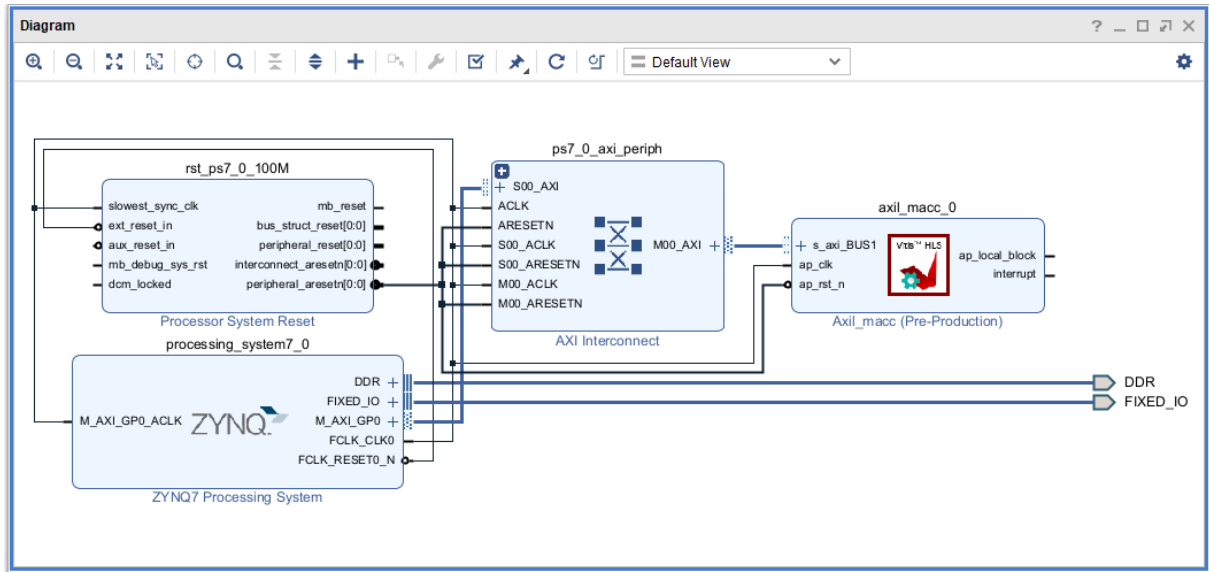 Diagram
Default View
rst_ps7_0_100M
slowest_sync_clk
ext_reset_in
aux_reset_in
mb_debug_sys_rst
dcm_locked
mb_reset
bus_struct_reset[0:0]
peripheral_reset[0:0]
interconnect_aresetn[0:0]
peripheral_aresetn[0:0]
Processor System Reset
processing_system7_0
M_AXI_GP0_ACLK
ZYNQ
DDR
FIXED_IO
M_AXI_GP0
FCLK_CLK0
FCLK_RESET0_N
ZYNQ7 Processing System
ps7_0_axi_periph
S00_AXI
ACLK
ARESETN
S00_ACLK
S00_ARESETN
M00_ACLK
M00_ARESETN
M00_AXI
AXI Interconnect
axil_macc_0
s_axi_BUS1
ap_clk
ap_rst_n
Vitis™ HLS
ap_local_block
interrupt
Axil_macc (Pre-Production)
DDR
FIXED_IO